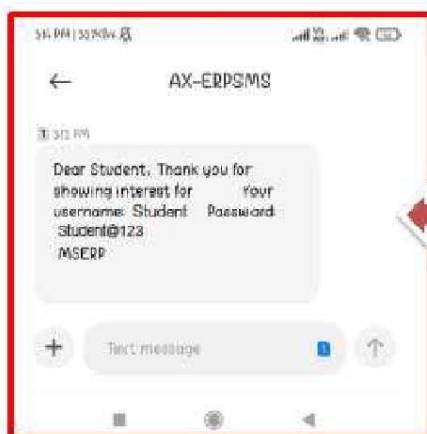 AX-ERPSMS
Dear Student, Thank you for
showing interest for Your
username: Student Password
Student@123
MSERP
Text message